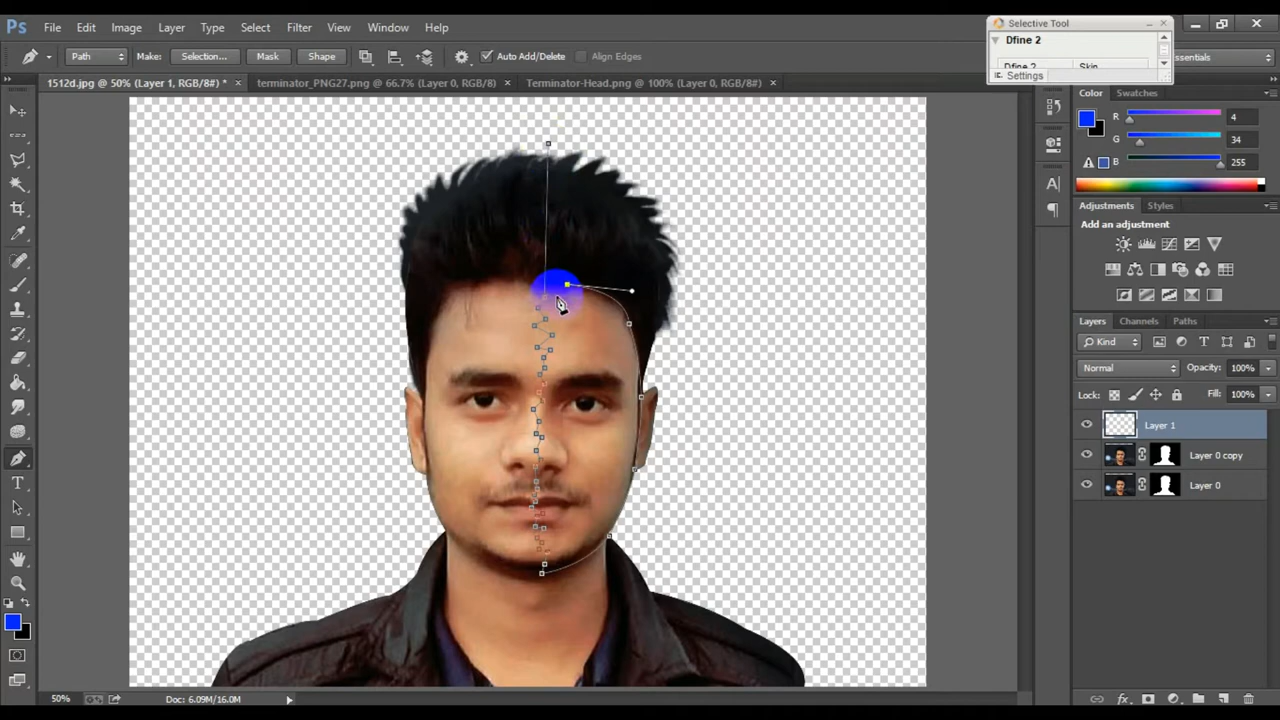 Ps File Edit Image Layer Type Select Filter View Window Help
Selective Tool
Dfine 2
Dfine 2 Skin
Settings
Path Make: Selection... Mask Shape Auto Add/Delete Align Edges
ssentials
1512d.jpg @ 50% (Layer 1, RGB/8#) * × terminator_PNG27.png @ 66.7% (Layer 0, RGB/8) × Terminator-Head.png @ 100% (Layer 0, RGB/8#) ×
Color Swatches
R 4
G 34
B 255
Adjustments Styles
Add an adjustment
Layers Channels Paths
Kind
Normal Opacity: 100%
Lock: Fill: 100%
Layer 1
Layer 0 copy
Layer 0
50% Doc: 6.09M/16.0M